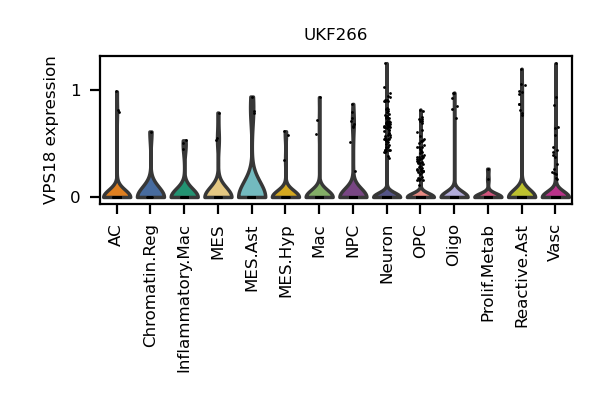 UKF266
VPS18 expression
1
0
AC
Chromatin.Reg
Inflammatory.Mac
MES
MES.Ast
MES.Hyp
Mac
NPC
Neuron
OPC
Oligo
Prolif.Metab
Reactive.Ast
Vasc